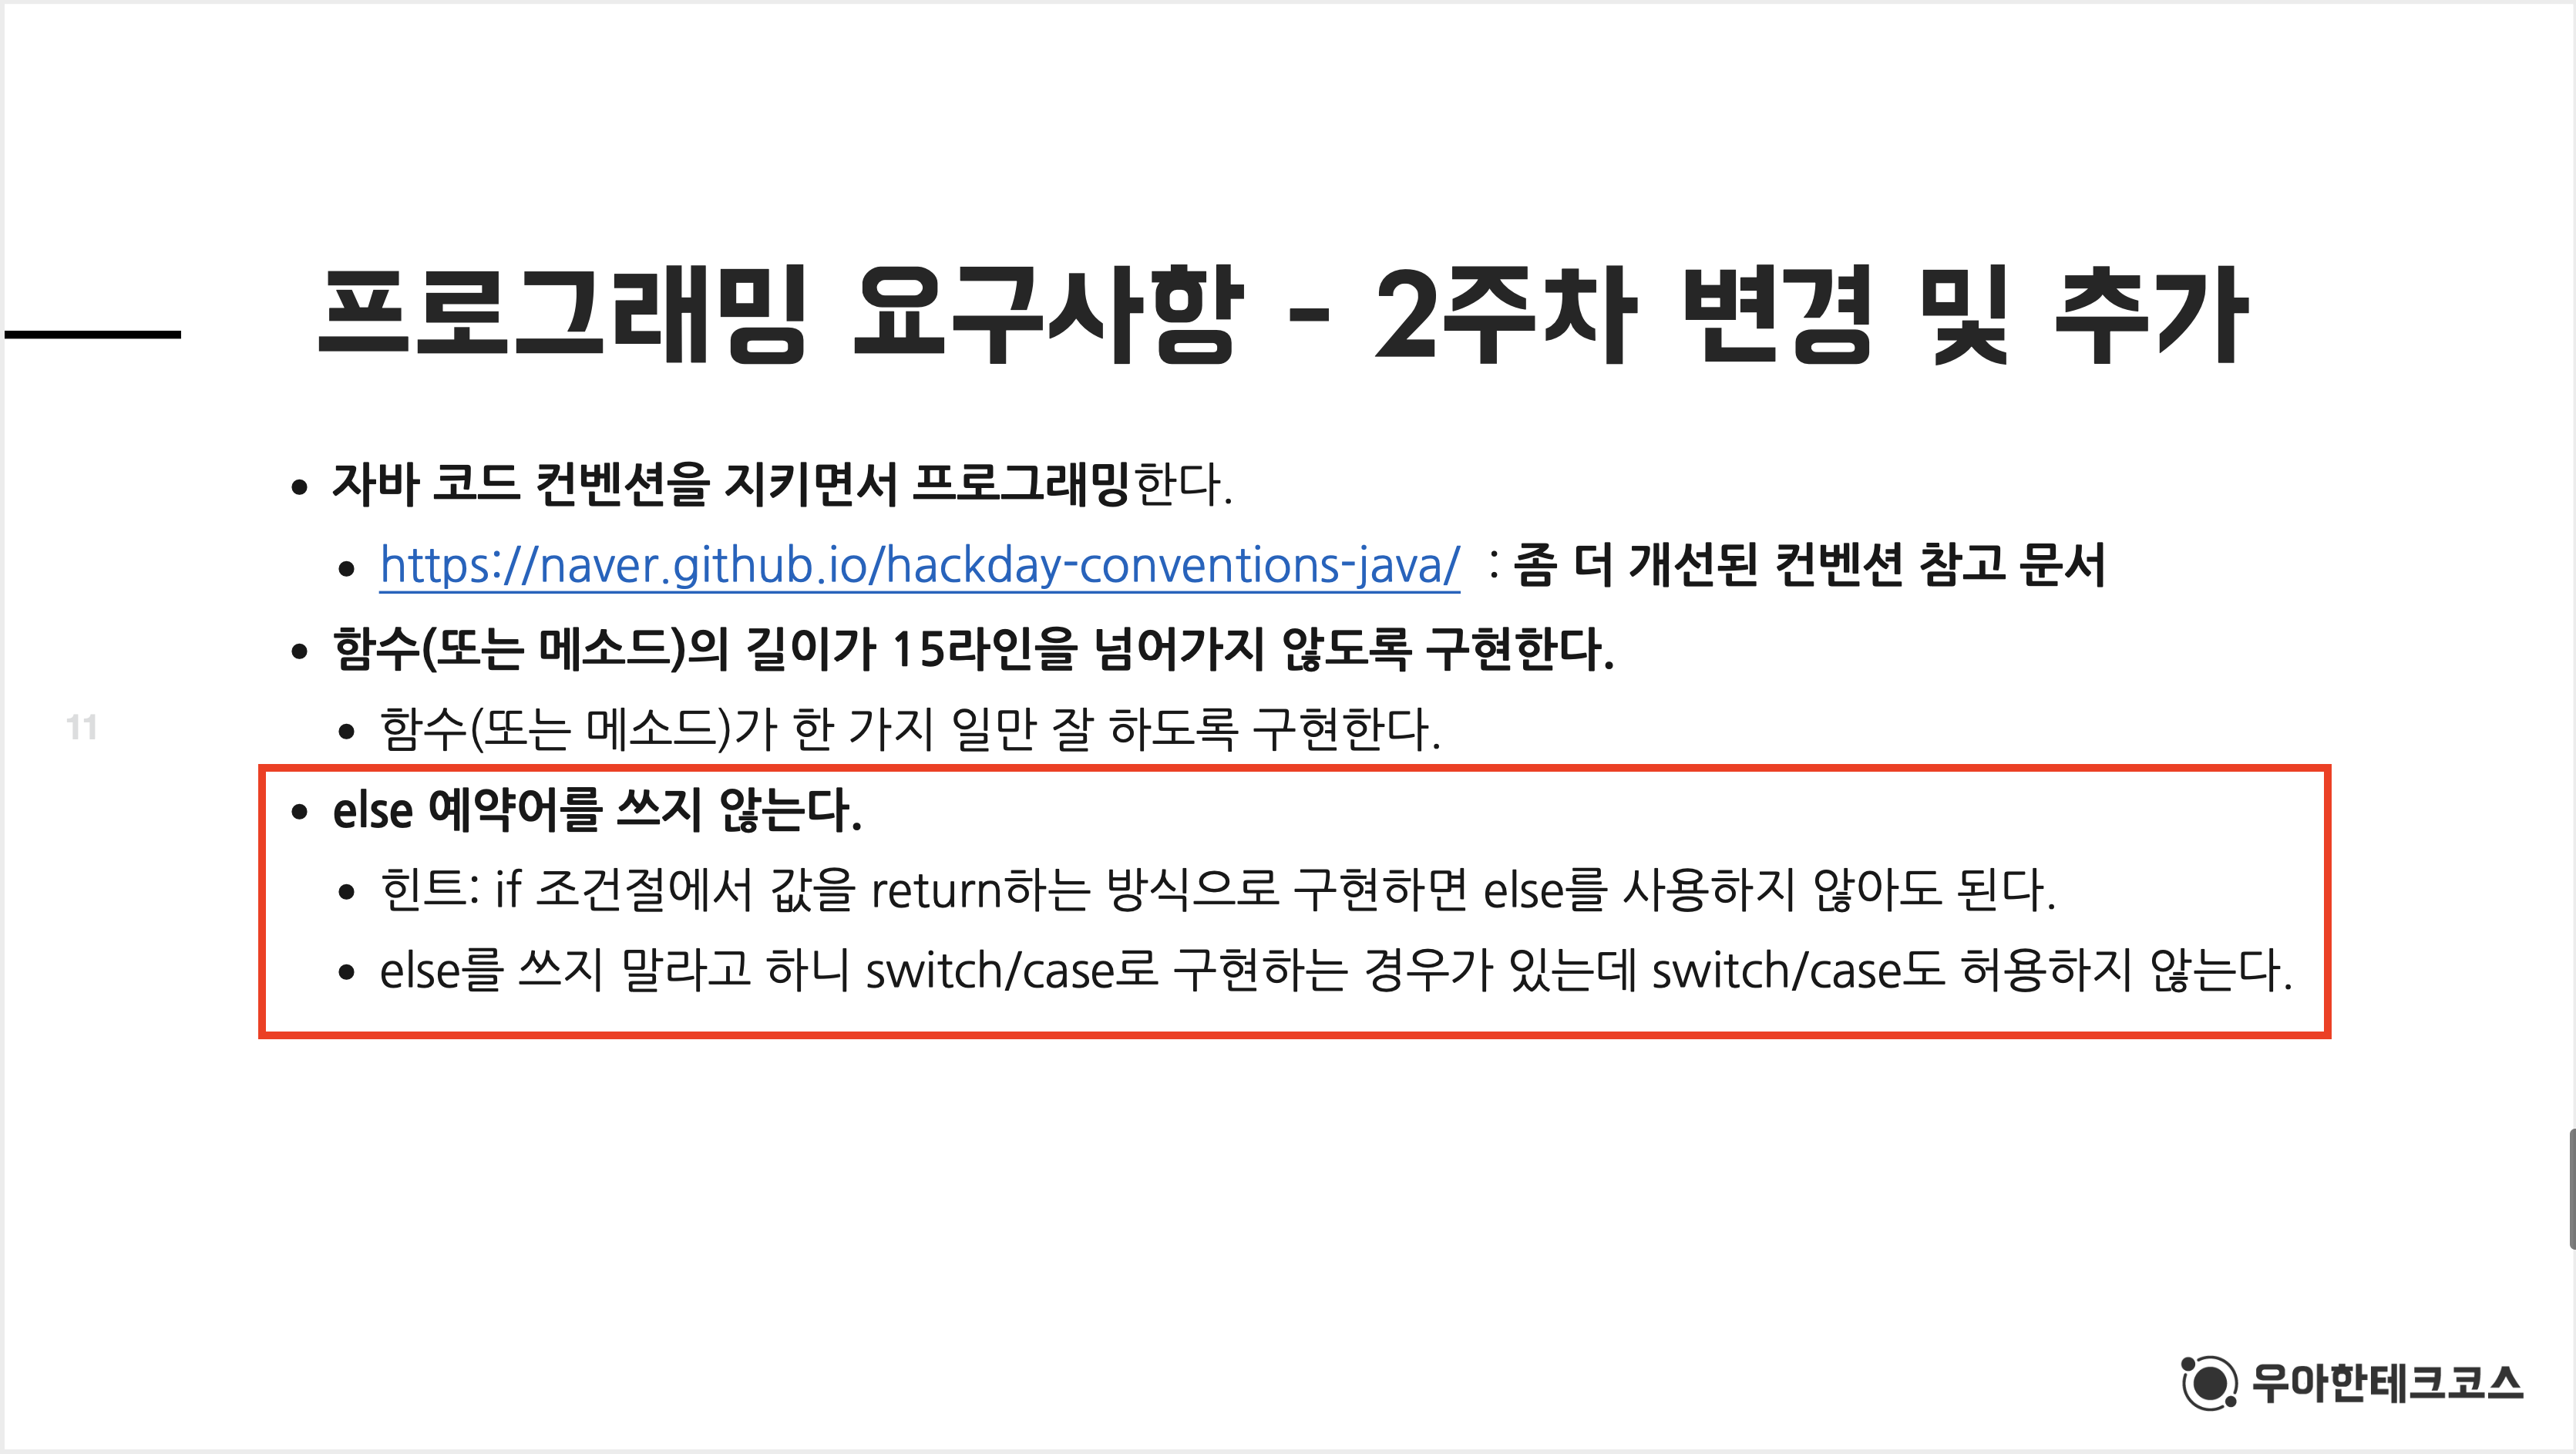 프로그래밍 요구사항 - 2주차 변경 및 추가
• 자바 코드 컨벤션을 지키면서 프로그래밍한다.
• https://naver.github.io/hackday-conventions-java/ : 좀 더 개선된 컨벤션 참고 문서
• 함수(또는 메소드)의 길이가 15라인을 넘어가지 않도록 구현한다.
• 함수(또는 메소드)가 한 가지 일만 잘 하도록 구현한다.
11
• else 예약어를 쓰지 않는다.
• 힌트: if 조건절에서 값을 return하는 방식으로 구현하면 else를 사용하지 않아도 된다.
• else를 쓰지 말라고 하니 switch/case로 구현하는 경우가 있는데 switch/case도 허용하지 않는다.
우아한테크코스